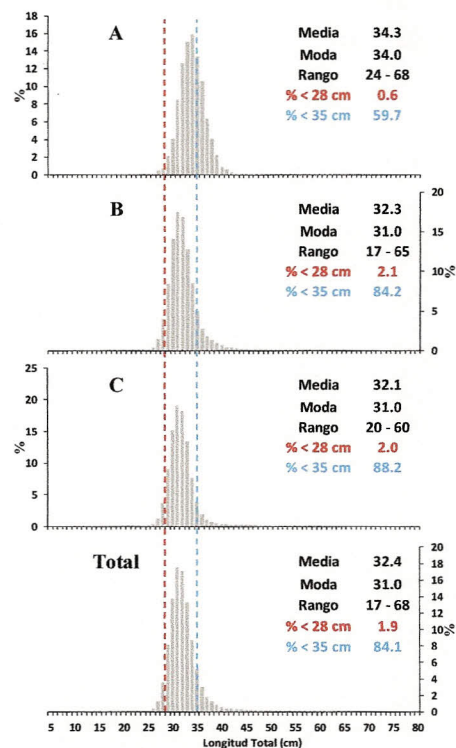 A
%
18
16
14
12
10
8
6
4
2
0
Media 34.3
Moda 34.0
Rango 24 - 68
% < 28 cm 0.6
% < 35 cm 59.7
B
20
15
10
5
0
%
Media 32.3
Moda 31.0
Rango 17 - 65
% < 28 cm 2.1
% < 35 cm 84.2
C
%
25
20
15
10
5
0
Media 32.1
Moda 31.0
Rango 20 - 60
% < 28 cm 2.0
% < 35 cm 88.2
Total
20
18
16
14
12
10
8
6
4
2
0
%
Media 32.4
Moda 31.0
Rango 17 - 68
% < 28 cm 1.9
% < 35 cm 84.1
5 10 15 20 25 30 35 40 45 50 55 60 65 70 75 80
Longitud Total (cm)